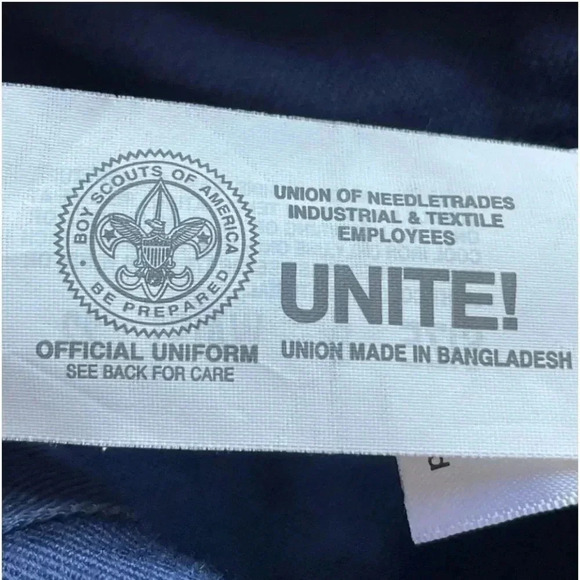 BOY SCOUTS OF AMERICA
BE PREPARED
OFFICIAL UNIFORM
SEE BACK FOR CARE
UNION OF NEEDLETRADES
INDUSTRIAL & TEXTILE
EMPLOYEES
UNITE!
UNION MADE IN BANGLADESH